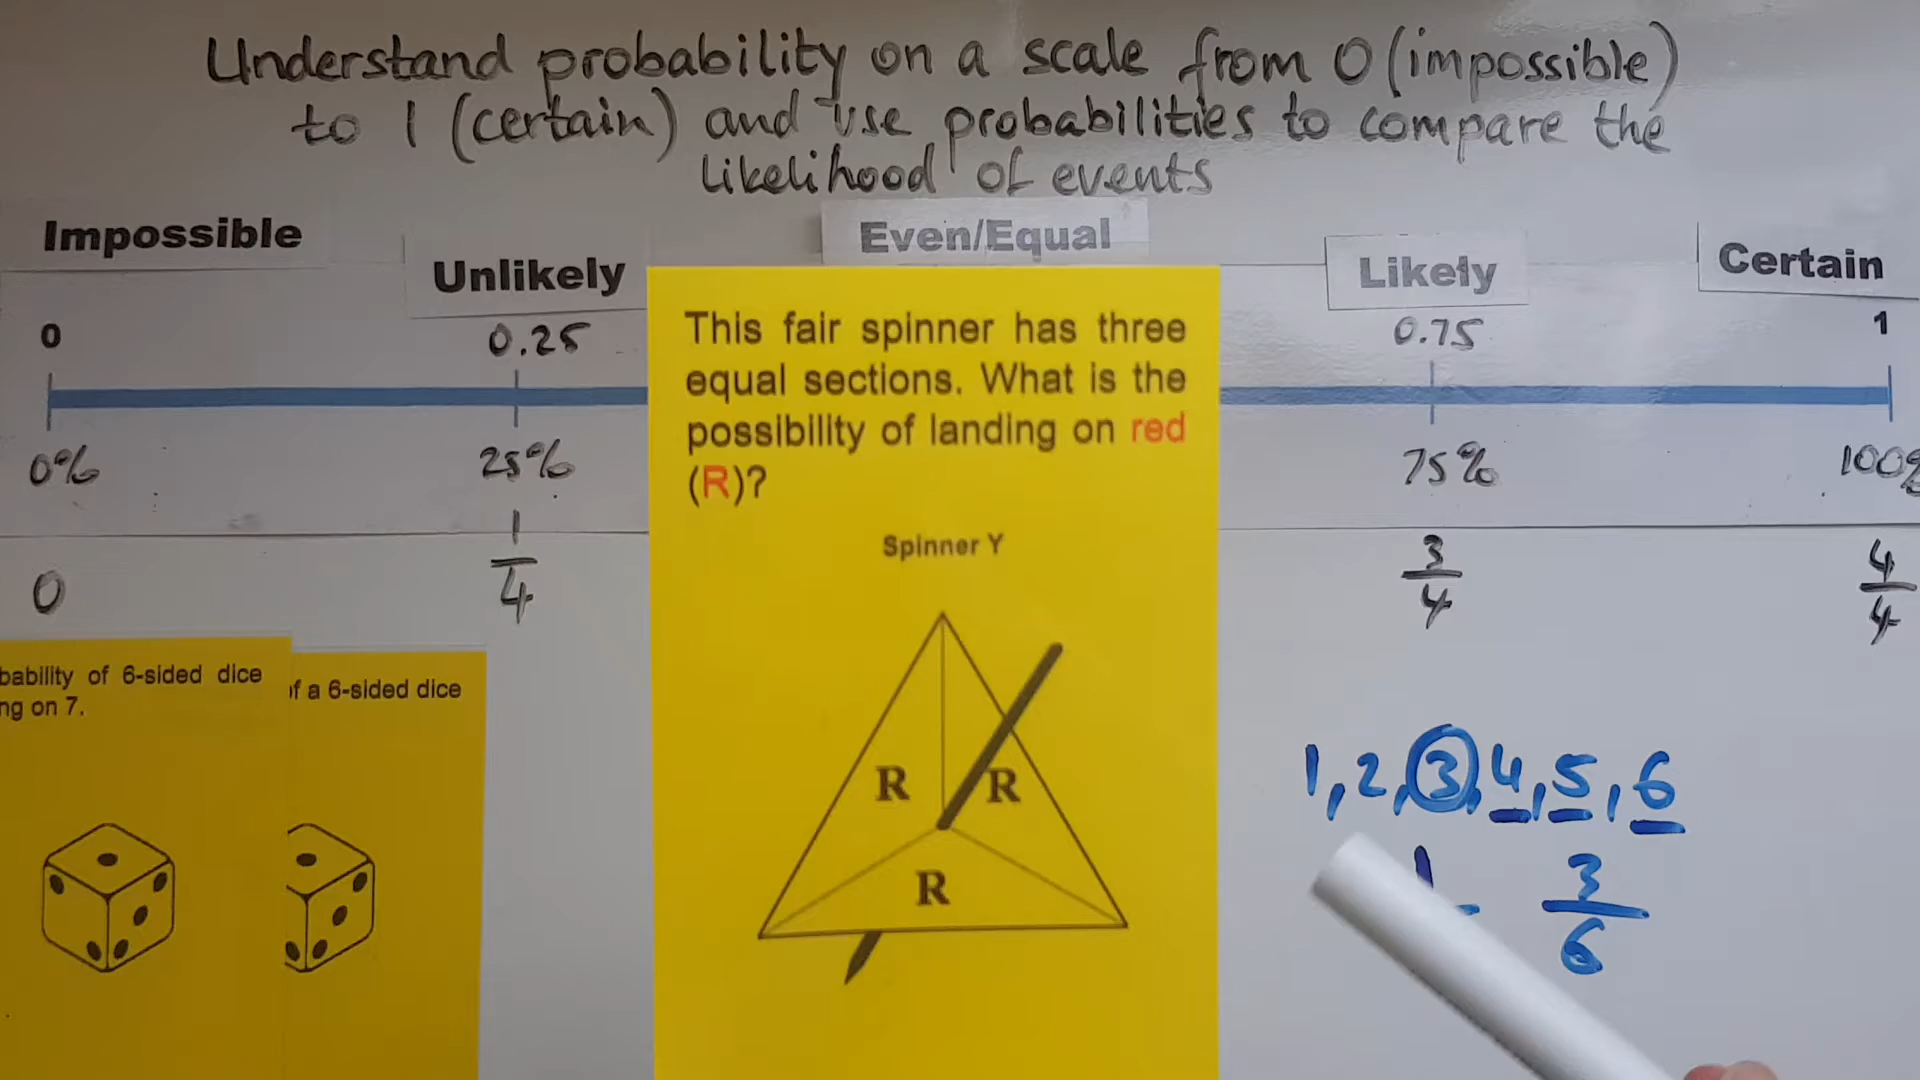 Understand probability on a scale from 0 (impossible)
to 1 (certain) and use probabilities to compare the
likelihood of events
Impossible
Unlikely
Even/Equal
Likely
Certain
0
0.25
0.75
1
0%
25%
75%
100%
0
1/4
3/4
4/4
This fair spinner has three
equal sections. What is the
possibility of landing on red
(R)?
Spinner Y
R
R
R
of 6-sided dice
on 7.
a 6-sided dice
1, 2, 3, 4, 5, 6
3/6